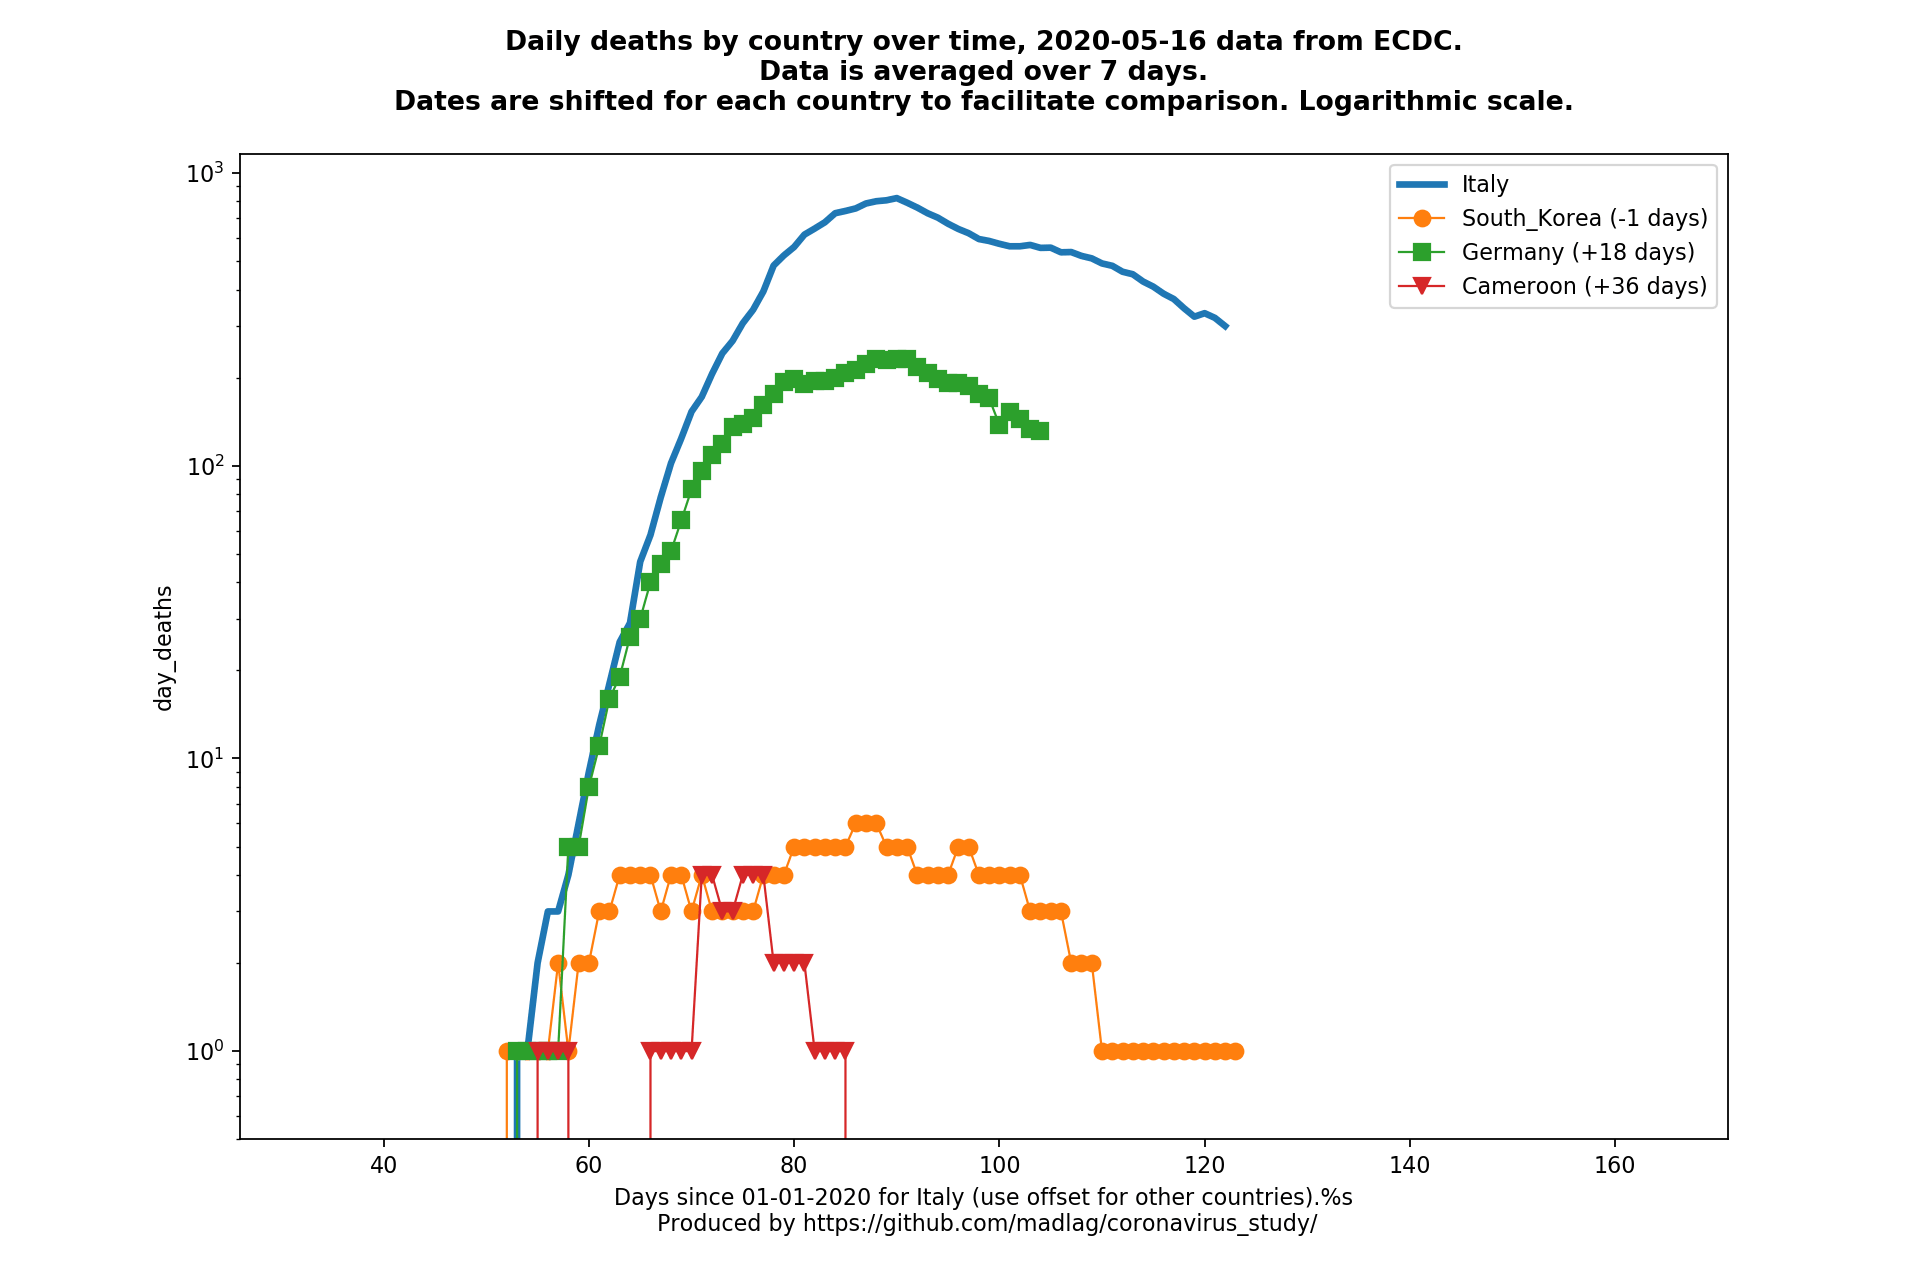 Daily deaths by country over time, 2020-05-16 data from ECDC.
Data is averaged over 7 days.
Dates are shifted for each country to facilitate comparison. Logarithmic scale.
10³
10²
10¹
10⁰
day_deaths
Italy
South_Korea (-1 days)
Germany (+18 days)
Cameroon (+36 days)
40 60 80 100 120 140 160
Days since 01-01-2020 for Italy (use offset for other countries).%s
Produced by https://github.com/madlag/coronavirus_study/